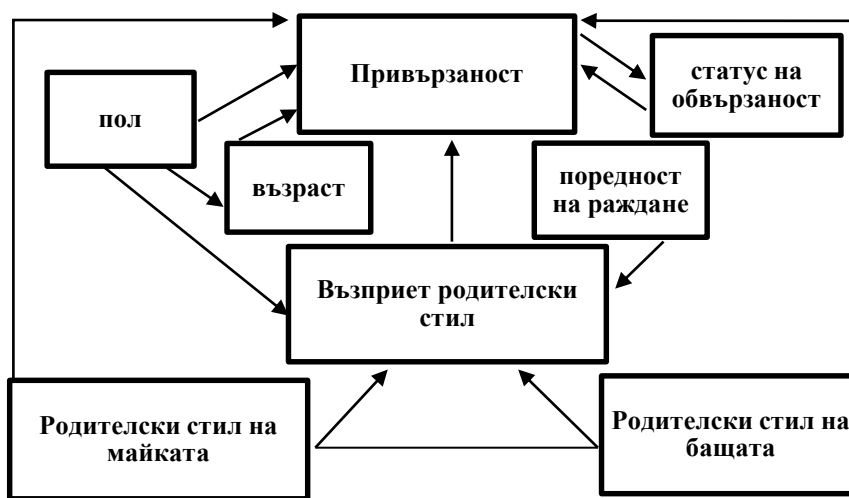 Привързаност
статус на
обвързаност
пол
възраст
поредност
на раждане
Възприет родителски
стил
Родителски стил на
майката
Родителски стил на
бащата